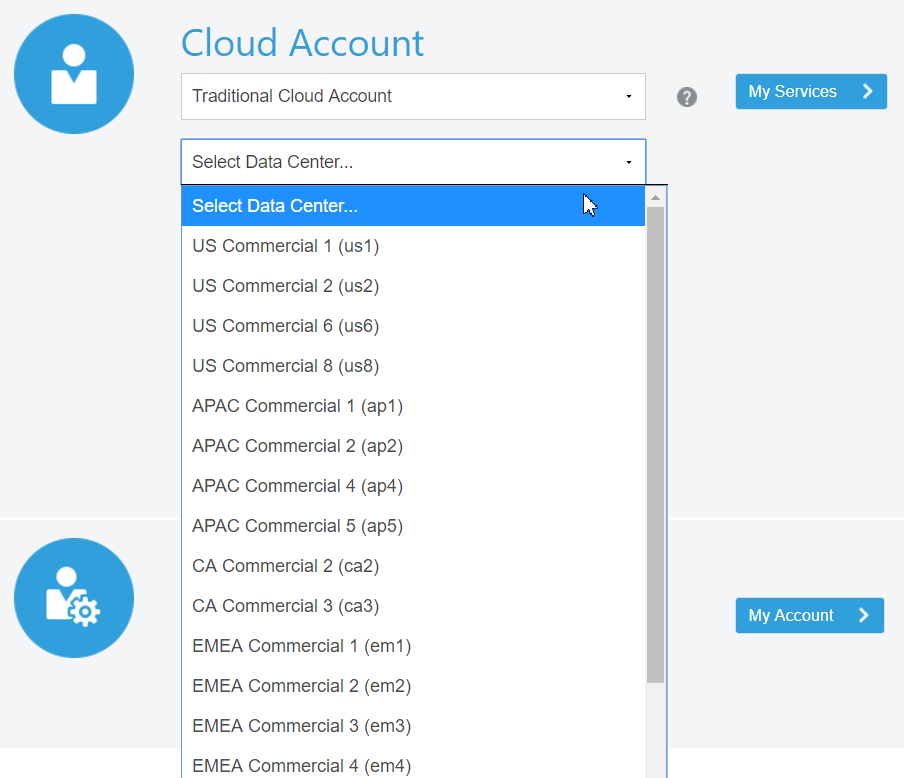 Cloud Account
Traditional Cloud Account
?
My Services
Select Data Center...
Select Data Center...
US Commercial 1 (us1)
US Commercial 2 (us2)
US Commercial 6 (us6)
US Commercial 8 (us8)
APAC Commercial 1 (ap1)
APAC Commercial 2 (ap2)
APAC Commercial 4 (ap4)
APAC Commercial 5 (ap5)
CA Commercial 2 (ca2)
CA Commercial 3 (ca3)
My Account
EMEA Commercial 1 (em1)
EMEA Commercial 2 (em2)
EMEA Commercial 3 (em3)
EMEA Commercial 4 (em4)